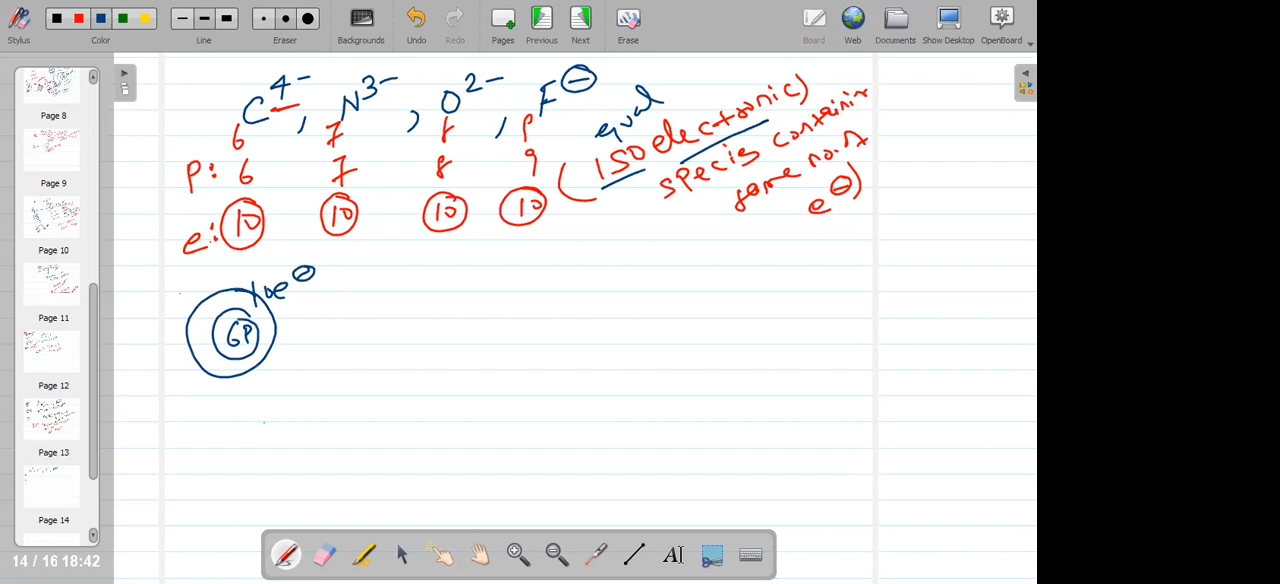 Stylus
Color
Line
Eraser
Backgrounds
Undo
Redo
Pages
Previous
Next
Erase
Board
Web
Documents
Show Desktop
OpenBoard
Page 8
Page 9
Page 10
Page 11
Page 12
Page 13
Page 14
14 / 16 18:42
C⁴⁻, N³⁻, O²⁻, F⊖
6 7 8 9
P: 6 7 8 9
e: 10 10 10 10
equal
(ISO electronic)
species containing
same no. of
e⊖)
10e⊖
6P